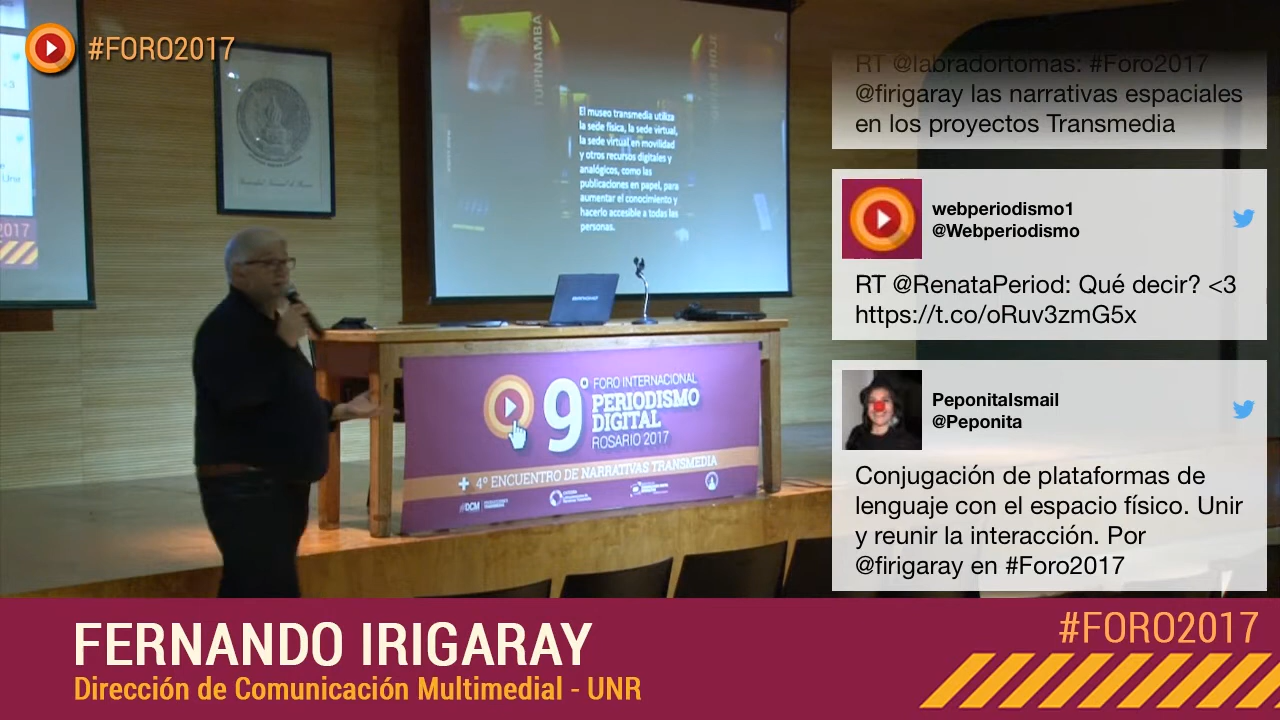 #FORO2017
TUPINAMBA
El museo transmedia utiliza
la sede física, la sede virtual,
la sede virtual en movilidad
y otros recursos digitales y
analógicos, como las
publicaciones en papel, para
aumentar el conocimiento y
hacerlo accesible a todas las
personas.
9º FORO INTERNACIONAL
PERIODISMO
DIGITAL
ROSARIO 2017
+ 4º ENCUENTRO DE NARRATIVAS TRANSMEDIA
#DCM
RT @labradortomas: #Foro2017
@firigaray las narrativas espaciales
en los proyectos Transmedia
webperiodismo1
@Webperiodismo
RT @RenataPeriod: Qué decir? <3
https://t.co/oRuv3zmG5x
PeponitaIsmail
@Peponita
Conjugación de plataformas de
lenguaje con el espacio físico. Unir
y reunir la interacción. Por
@firigaray en #Foro2017
FERNANDO IRIGARAY
Dirección de Comunicación Multimedial - UNR
#FORO2017